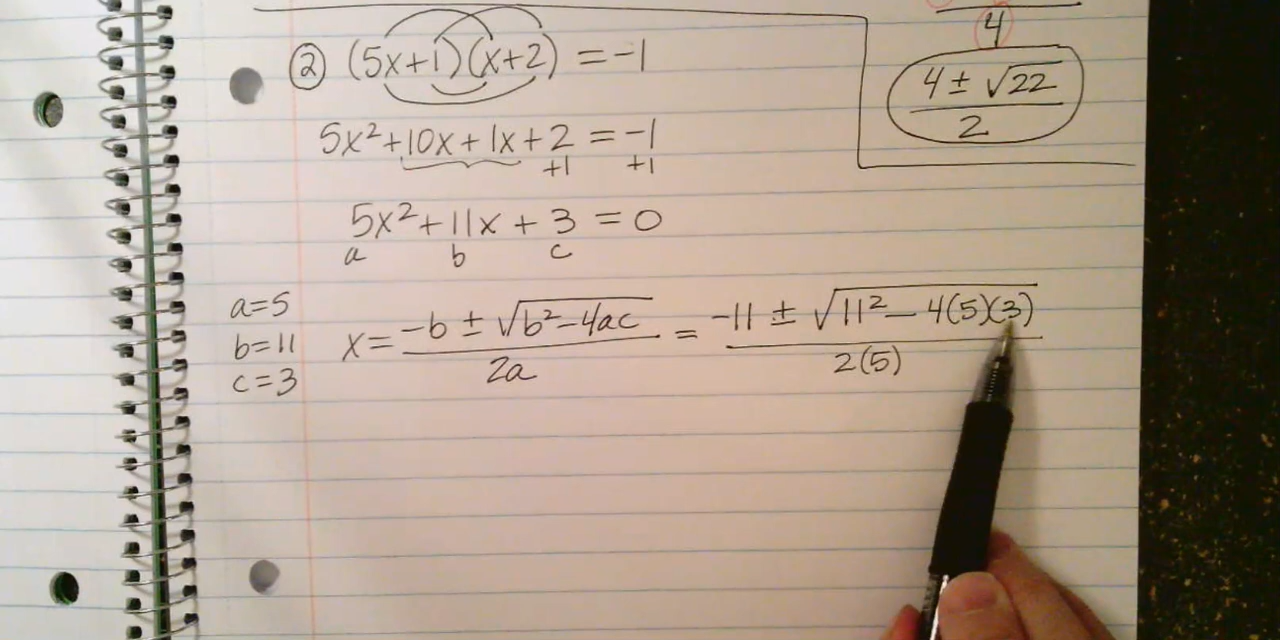 4
4 ± √22
2
② (5x+1)(x+2) = -1
5x² + 10x + 1x + 2 = -1
+1 +1
5x² + 11x + 3 = 0
a b c
a=5
b=11
c=3
x = -b ± √b²-4ac = -11 ± √11² - 4(5)(3)
2a 2(5)